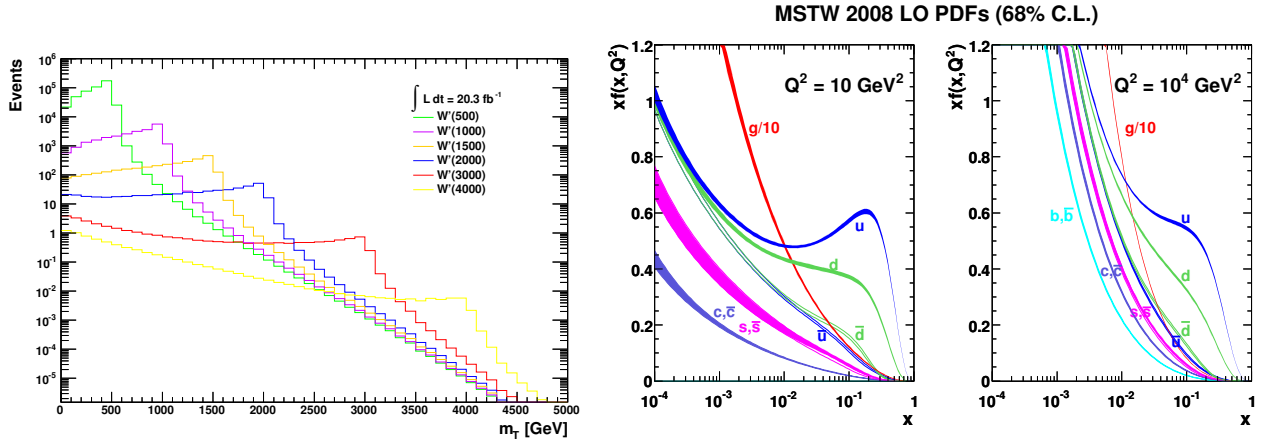 MSTW 2008 LO PDFs (68% C.L.)
Events
10^6
10^5
10^4
10^3
10^2
10
1
10^-1
10^-2
10^-3
10^-4
10^-5
∫ L dt = 20.3 fb^-1
W'(500)
W'(1000)
W'(1500)
W'(2000)
W'(3000)
W'(4000)
0 500 1000 1500 2000 2500 3000 3500 4000 4500 5000
m_T [GeV]
xf(x,Q^2)
Q^2 = 10 GeV^2
1.2
1
0.8
0.6
0.4
0.2
0
g/10
u
d
c,c̄
s,s̄
ū
d̄
10^-4 10^-3 10^-2 10^-1 1
x
xf(x,Q^2)
Q^2 = 10^4 GeV^2
1.2
1
0.8
0.6
0.4
0.2
0
g/10
b,b̄
u
d
c,c̄
s,s̄
d̄
ū
10^-4 10^-3 10^-2 10^-1 1
x